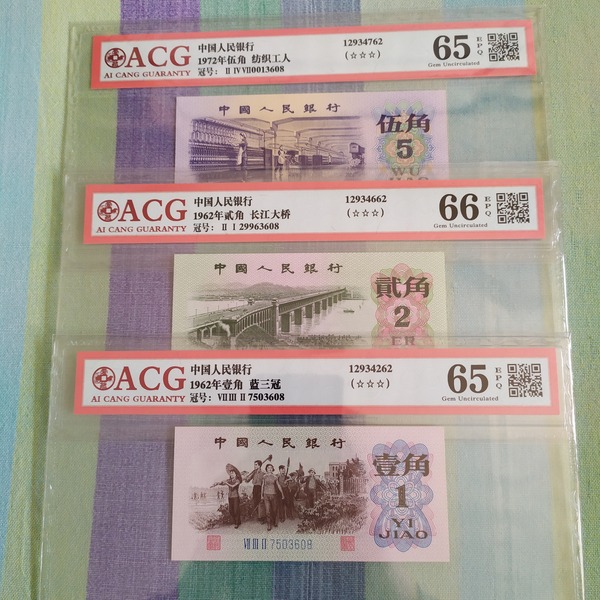 ACG
AI CANG GUARANTY
中国人民银行
1972年伍角 纺织工人
冠号: II IV VII0013608
12934762
(☆☆☆)
65 EPQ
Gem Uncirculated
中國人民銀行
伍角
5
WU
ACG
AI CANG GUARANTY
中国人民银行
1962年贰角 长江大桥
冠号: II I 29963608
12934662
(☆☆☆)
66 EPQ
Gem Uncirculated
中國人民銀行
貳角
2
ER
ACG
AI CANG GUARANTY
中国人民银行
1962年壹角 蓝三冠
冠号: VII III II 7503608
12934262
(☆☆☆)
65 EPQ
Gem Uncirculated
中國人民銀行
壹角
1
YI
JIAO
VII III II 7503608